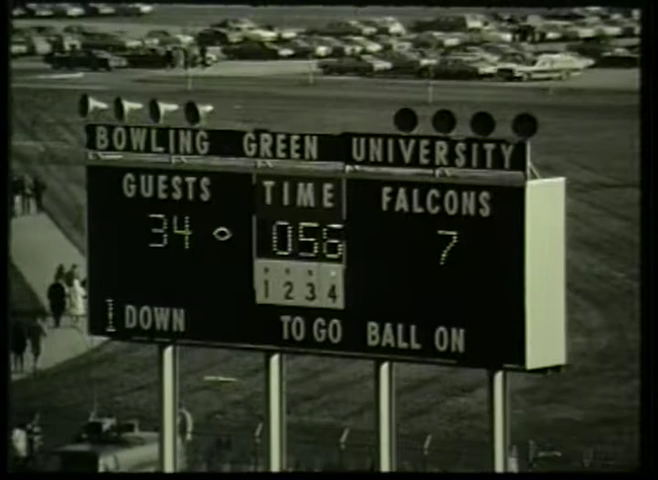 BOWLING GREEN UNIVERSITY
GUESTS TIME FALCONS
34 056 7
1 2 3 4
1 DOWN TO GO BALL ON